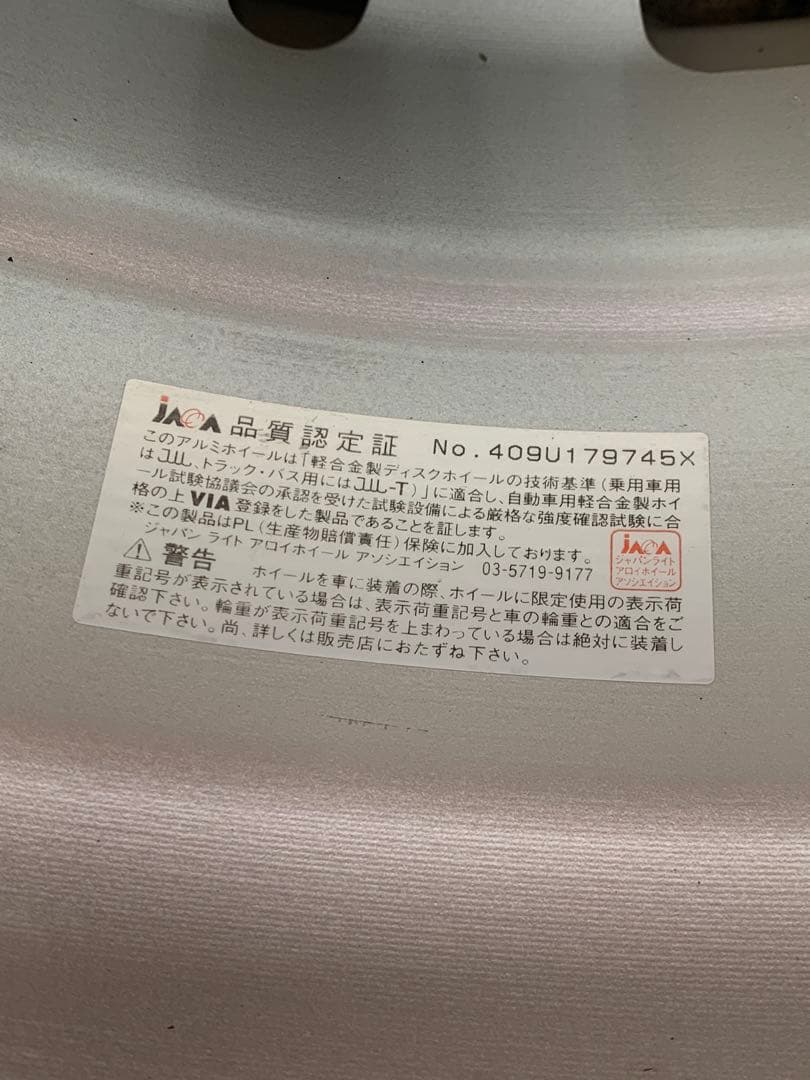 JAWA 品質認定証 No.409U179745X
このアルミホイールは「軽合金製ディスクホイールの技術基準(乗用車用
はJWL、トラック・バス用にはJWL-T)」に適合し、自動車用軽合金製ホイ
ール試験協議会の承認を受けた試験設備による厳格な強度確認試験に合
格の上VIA登録をした製品であることを証します。
※この製品はPL(生産物賠償責任)保険に加入しております。
ジャパン ライト アロイホイール アソシエイション 03-5719-9177
JAWA
ジャパンライト
アロイホイール
アソシエイション
⚠警告 ホイールを車に装着の際、ホイールに限定使用の表示荷
重記号が表示されている場合は、表示荷重記号と車の輪重との適合をご
確認下さい。輪重が表示荷重記号を上まわっている場合は絶対に装着し
ないで下さい。尚、詳しくは販売店におたずね下さい。